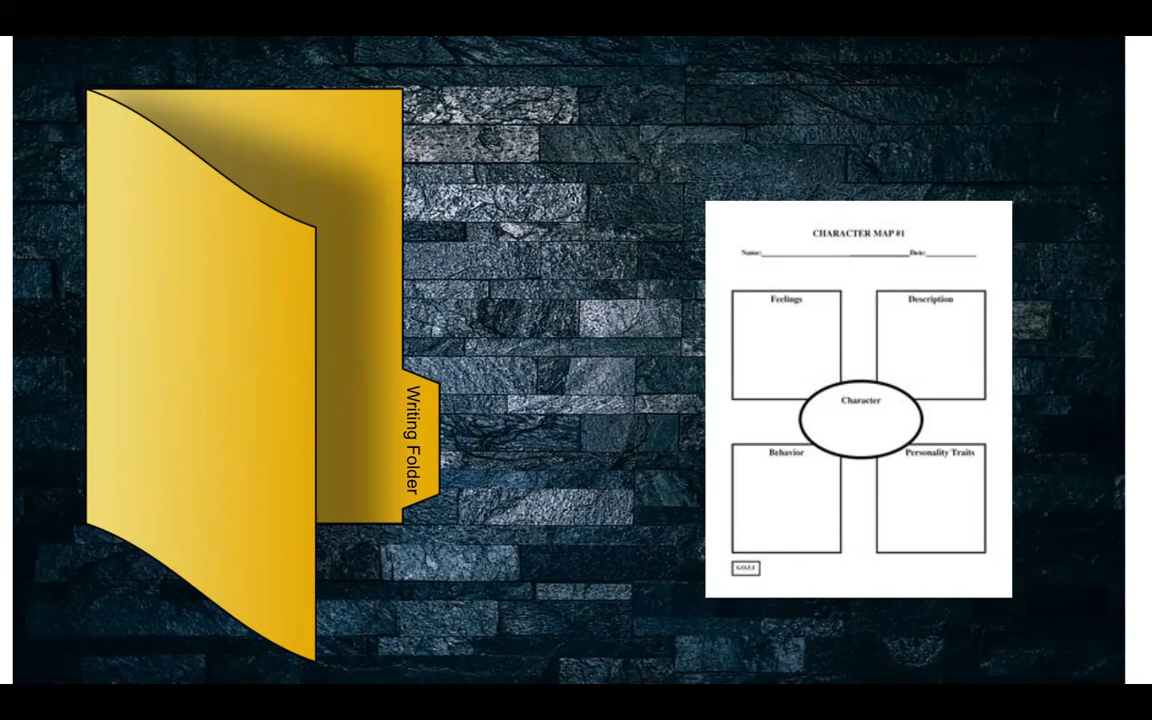 Writing Folder
CHARACTER MAP #1
Name: Date:
Feelings
Description
Character
Behavior
Personality Traits